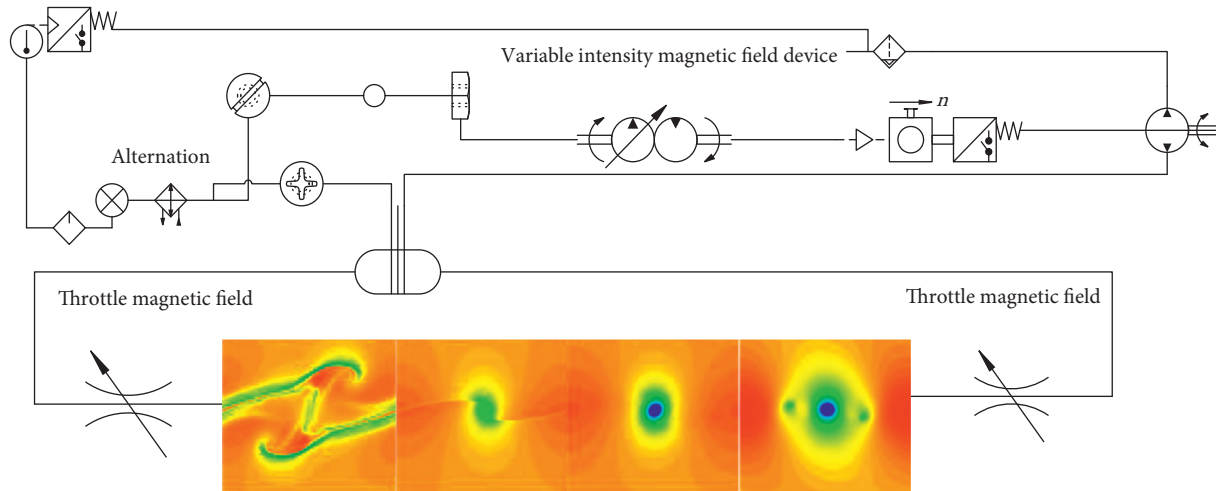 Variable intensity magnetic field device
n
Alternation
Throttle magnetic field
Throttle magnetic field